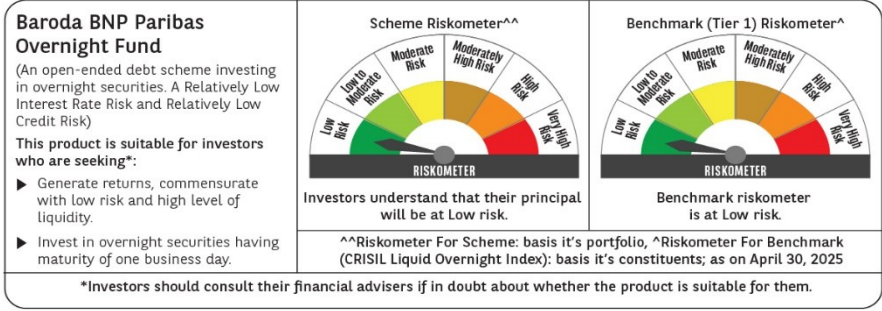 Baroda BNP Paribas
Overnight Fund
(An open-ended debt scheme investing
in overnight securities. A Relatively Low
Interest Rate Risk and Relatively Low
Credit Risk)
This product is suitable for investors
who are seeking*:
▶ Generate returns, commensurate
with low risk and high level of
liquidity.
▶ Invest in overnight securities having
maturity of one business day.
Scheme Riskometer^^
Low
Risk
Low to
Moderate
Risk
Moderate
Risk
Moderately
High Risk
High
Risk
Very High
Risk
RISKOMETER
Investors understand that their principal
will be at Low risk.
Benchmark (Tier 1) Riskometer^
Low
Risk
Low to
Moderate
Risk
Moderate
Risk
Moderately
High Risk
High
Risk
Very High
Risk
RISKOMETER
Benchmark riskometer
is at Low risk.
^^Riskometer For Scheme: basis it's portfolio, ^Riskometer For Benchmark
(CRISIL Liquid Overnight Index): basis it's constituents; as on April 30, 2025
*Investors should consult their financial advisers if in doubt about whether the product is suitable for them.